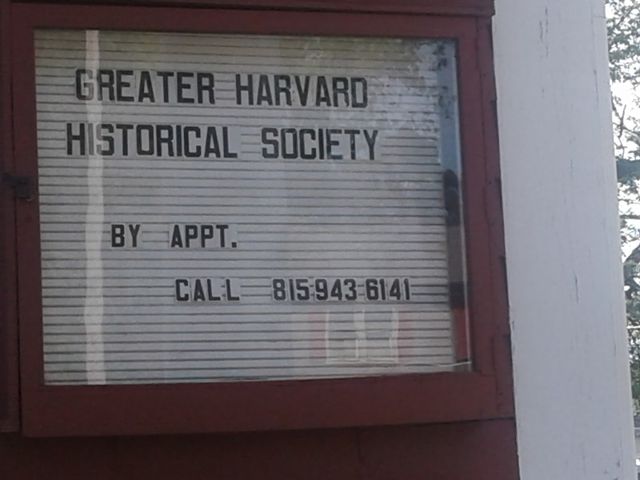 GREATER HARVARD
HISTORICAL SOCIETY
BY APPT.
CALL 815-943-6141